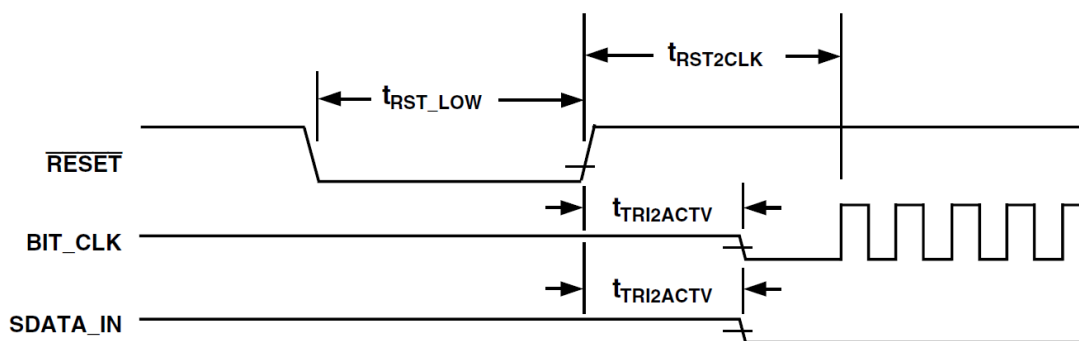 tRST2CLK
tRST_LOW
RESET
tTRI2ACTV
BIT_CLK
tTRI2ACTV
SDATA_IN